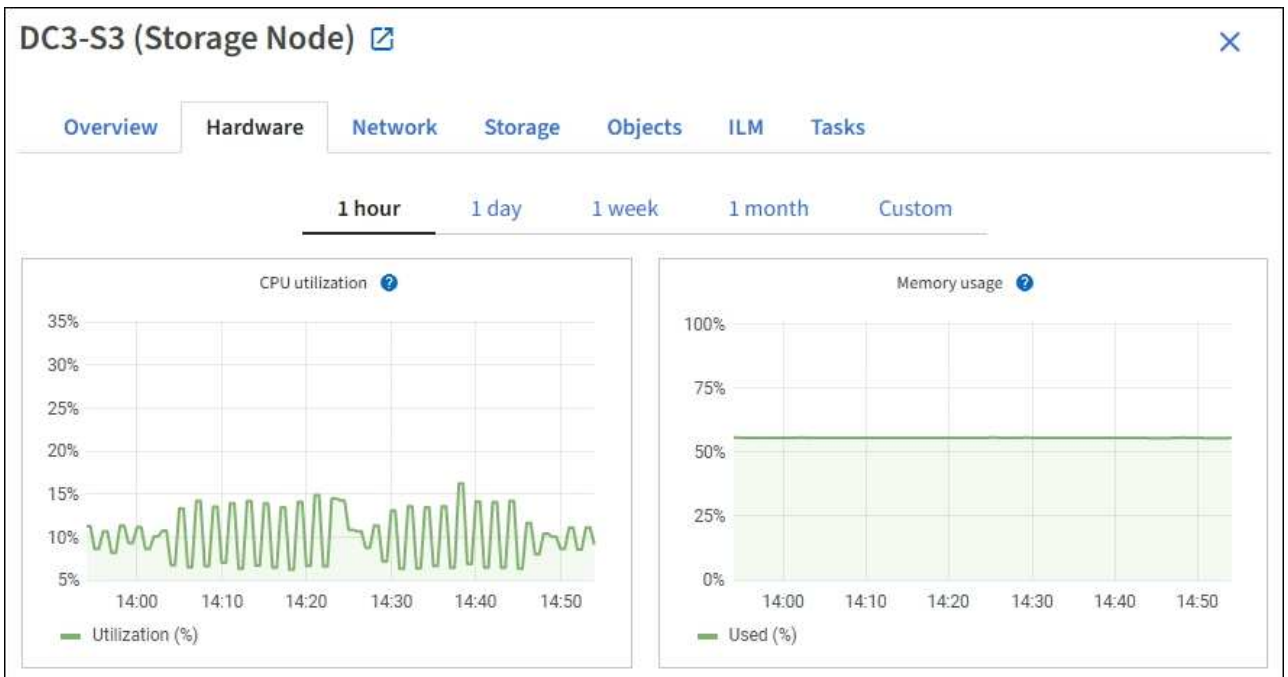 DC3-S3 (Storage Node)
Overview Hardware Network Storage Objects ILM Tasks
1 hour 1 day 1 week 1 month Custom
CPU utilization ?
35%
30%
25%
20%
15%
10%
5%
14:00 14:10 14:20 14:30 14:40 14:50
Utilization (%)
Memory usage ?
100%
75%
50%
25%
0%
14:00 14:10 14:20 14:30 14:40 14:50
Used (%)